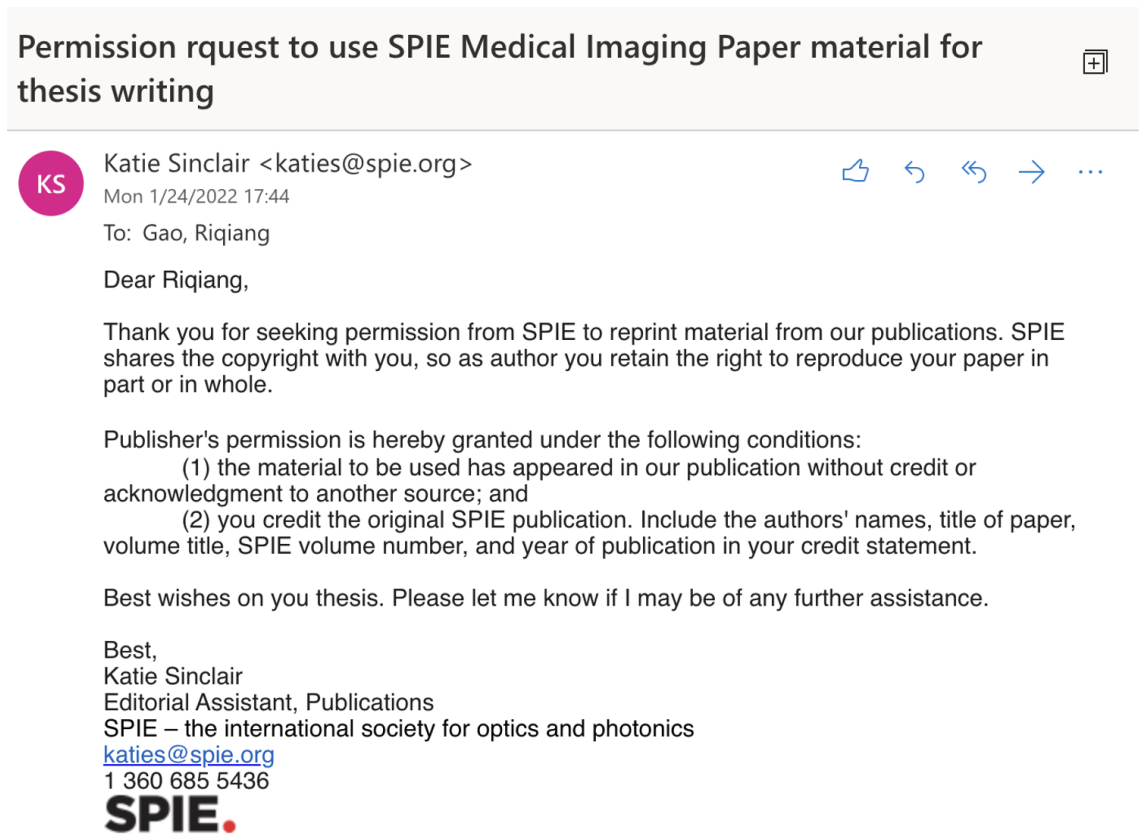 Permission rquest to use SPIE Medical Imaging Paper material for
thesis writing
KS
Katie Sinclair <katies@spie.org>
Mon 1/24/2022 17:44
To: Gao, Riqiang
Dear Riqiang,
Thank you for seeking permission from SPIE to reprint material from our publications. SPIE
shares the copyright with you, so as author you retain the right to reproduce your paper in
part or in whole.
Publisher's permission is hereby granted under the following conditions:
(1) the material to be used has appeared in our publication without credit or
acknowledgment to another source; and
(2) you credit the original SPIE publication. Include the authors' names, title of paper,
volume title, SPIE volume number, and year of publication in your credit statement.
Best wishes on you thesis. Please let me know if I may be of any further assistance.
Best,
Katie Sinclair
Editorial Assistant, Publications
SPIE – the international society for optics and photonics
katies@spie.org
1 360 685 5436
SPIE.